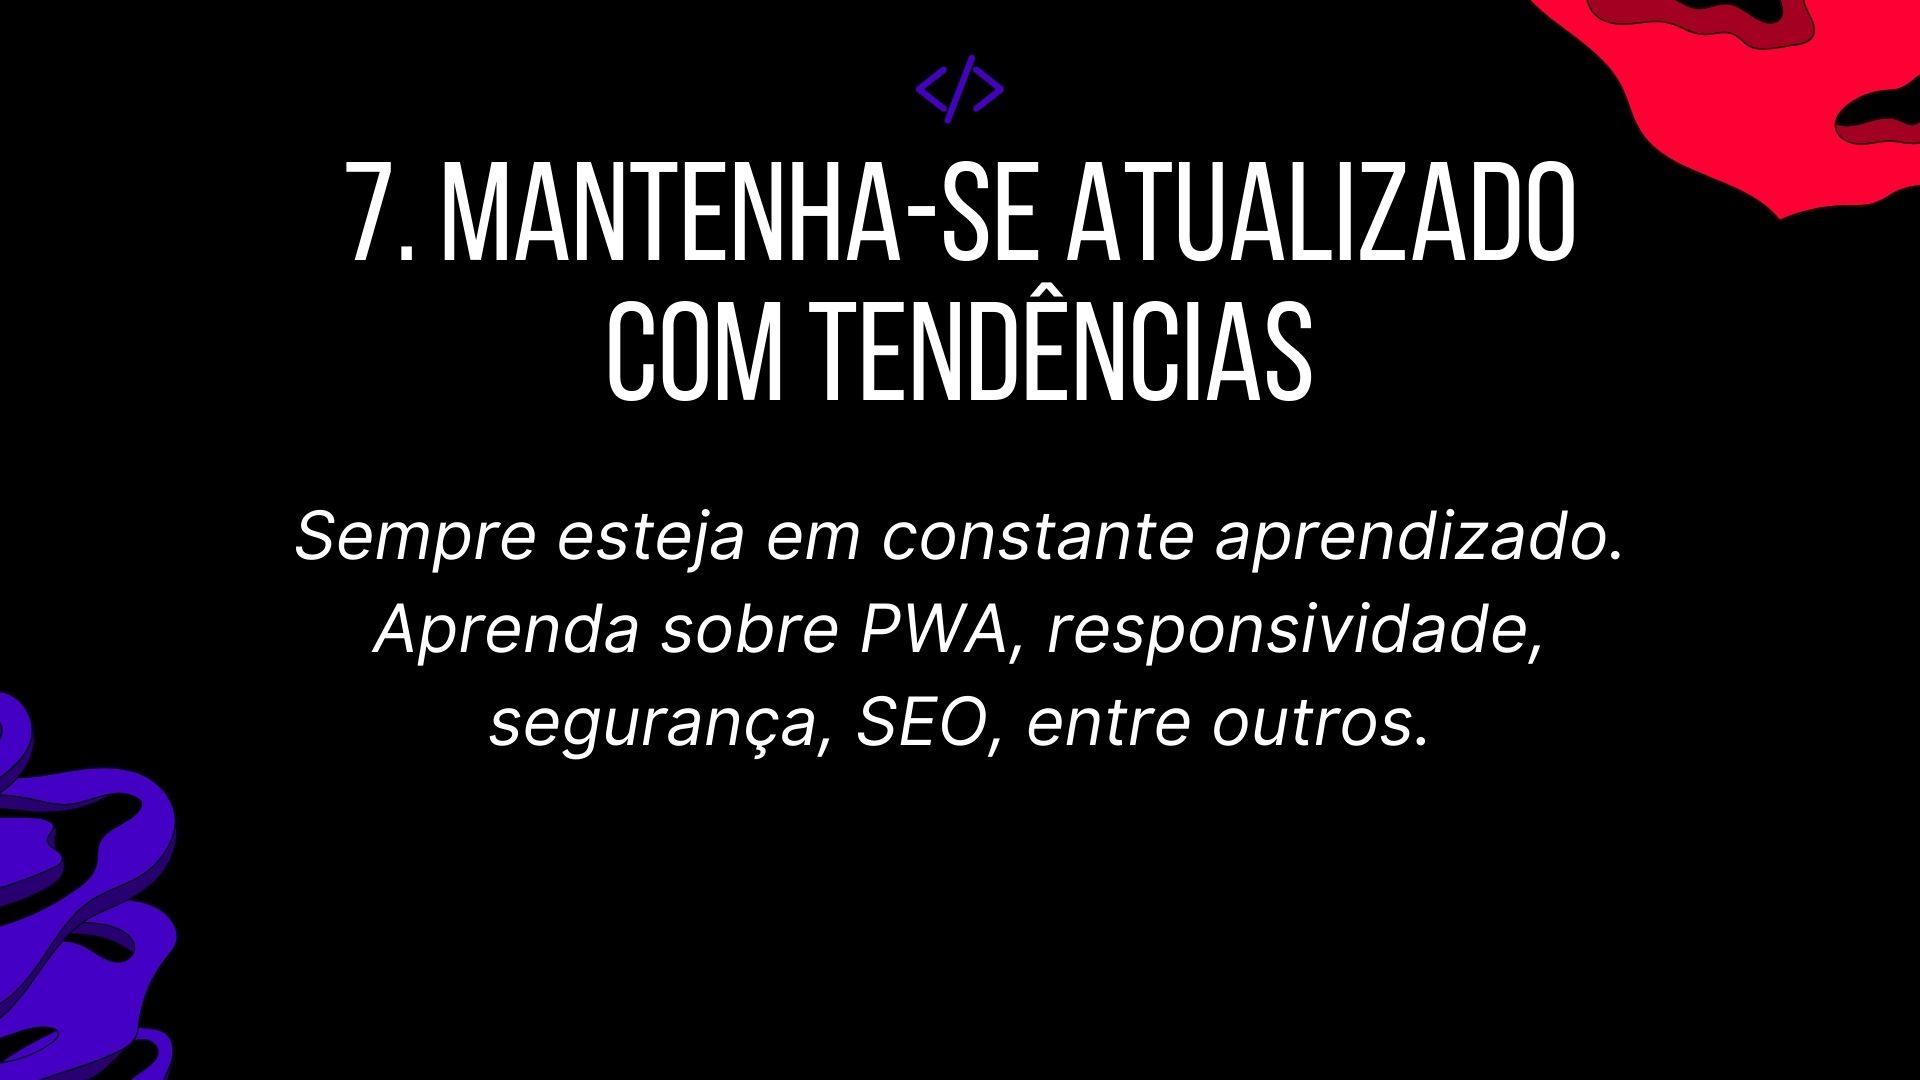 7. MANTENHA-SE ATUALIZADO
COM TENDÊNCIAS
Sempre esteja em constante aprendizado.
Aprenda sobre PWA, responsividade,
segurança, SEO, entre outros.